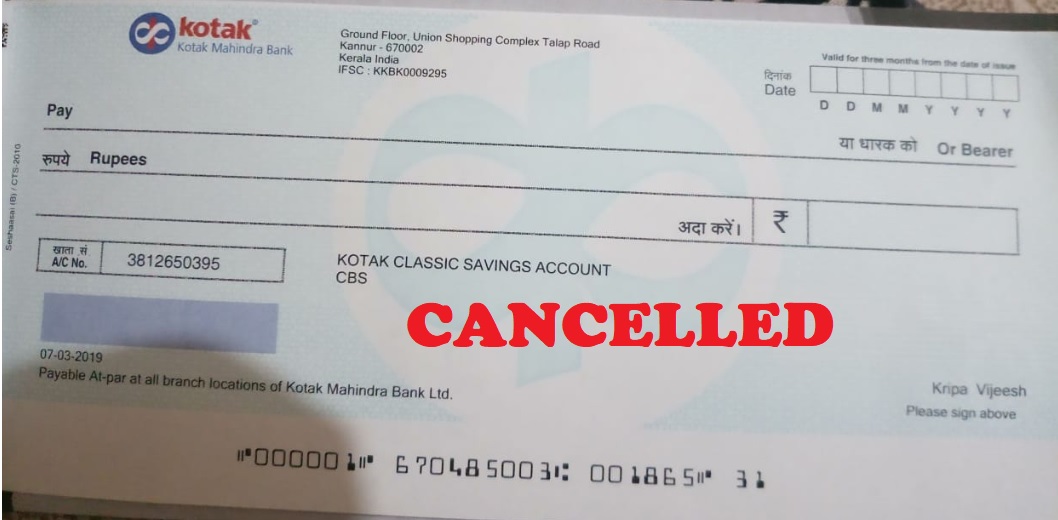 kotak
Kotak Mahindra Bank
Ground Floor, Union Shopping Complex Talap Road
Kannur - 670002
Kerala India
IFSC : KKBK0009295
Valid for three months from the date of issue
दिनांक
Date
D D M M Y Y Y Y
Pay
या धारक को Or Bearer
रुपये Rupees
अदा करें। ₹
खाता सं
A/C No. 3812650395
KOTAK CLASSIC SAVINGS ACCOUNT
CBS
CANCELLED
07-03-2019
Payable At-par at all branch locations of Kotak Mahindra Bank Ltd.
Kripa Vijeesh
Please sign above
Seshaasai (B) / CTS-2010
⑈000001⑈ 670485003⑆ 001865⑈ 31